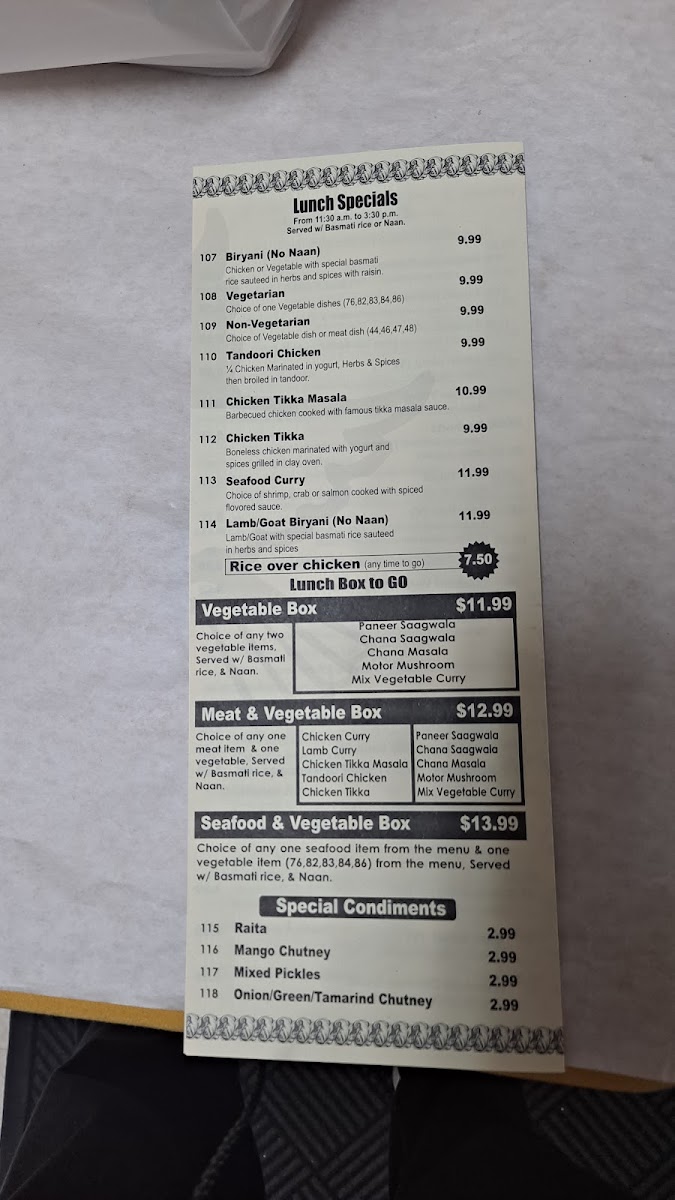 Lunch Specials
From 11:30 a.m. to 3:30 p.m.
Served w/ Basmati rice or Naan.
107 Biryani (No Naan) 9.99
Chicken or Vegetable with special basmati
rice sauteed in herbs and spices with raisin.
108 Vegetarian 9.99
Choice of one Vegetable dishes (76,82,83,84,86)
109 Non-Vegetarian 9.99
Choice of Vegetable dish or meat dish (44,46,47,48)
110 Tandoori Chicken 9.99
¼ Chicken Marinated in yogurt, Herbs & Spices
then broiled in tandoor.
111 Chicken Tikka Masala 10.99
Barbecued chicken cooked with famous tikka masala sauce.
112 Chicken Tikka 9.99
Boneless chicken marinated with yogurt and
spices grilled in clay oven.
113 Seafood Curry 11.99
Choice of shrimp, crab or salmon cooked with spiced
flovored sauce.
114 Lamb/Goat Biryani (No Naan) 11.99
Lamb/Goat with special basmati rice sauteed
in herbs and spices
Rice over chicken (any time to go) 7.50
Lunch Box to GO
Vegetable Box $11.99
Choice of any two
vegetable items,
Served w/ Basmati
rice, & Naan.
Paneer Saagwala
Chana Saagwala
Chana Masala
Motor Mushroom
Mix Vegetable Curry
Meat & Vegetable Box $12.99
Choice of any one
meat item & one
vegetable, Served
w/ Basmati rice, &
Naan.
Chicken Curry
Lamb Curry
Chicken Tikka Masala
Tandoori Chicken
Chicken Tikka
Paneer Saagwala
Chana Saagwala
Chana Masala
Motor Mushroom
Mix Vegetable Curry
Seafood & Vegetable Box $13.99
Choice of any one seafood item from the menu & one
vegetable item (76,82,83,84,86) from the menu, Served
w/ Basmati rice, & Naan.
Special Condiments
115 Raita 2.99
116 Mango Chutney 2.99
117 Mixed Pickles 2.99
118 Onion/Green/Tamarind Chutney 2.99